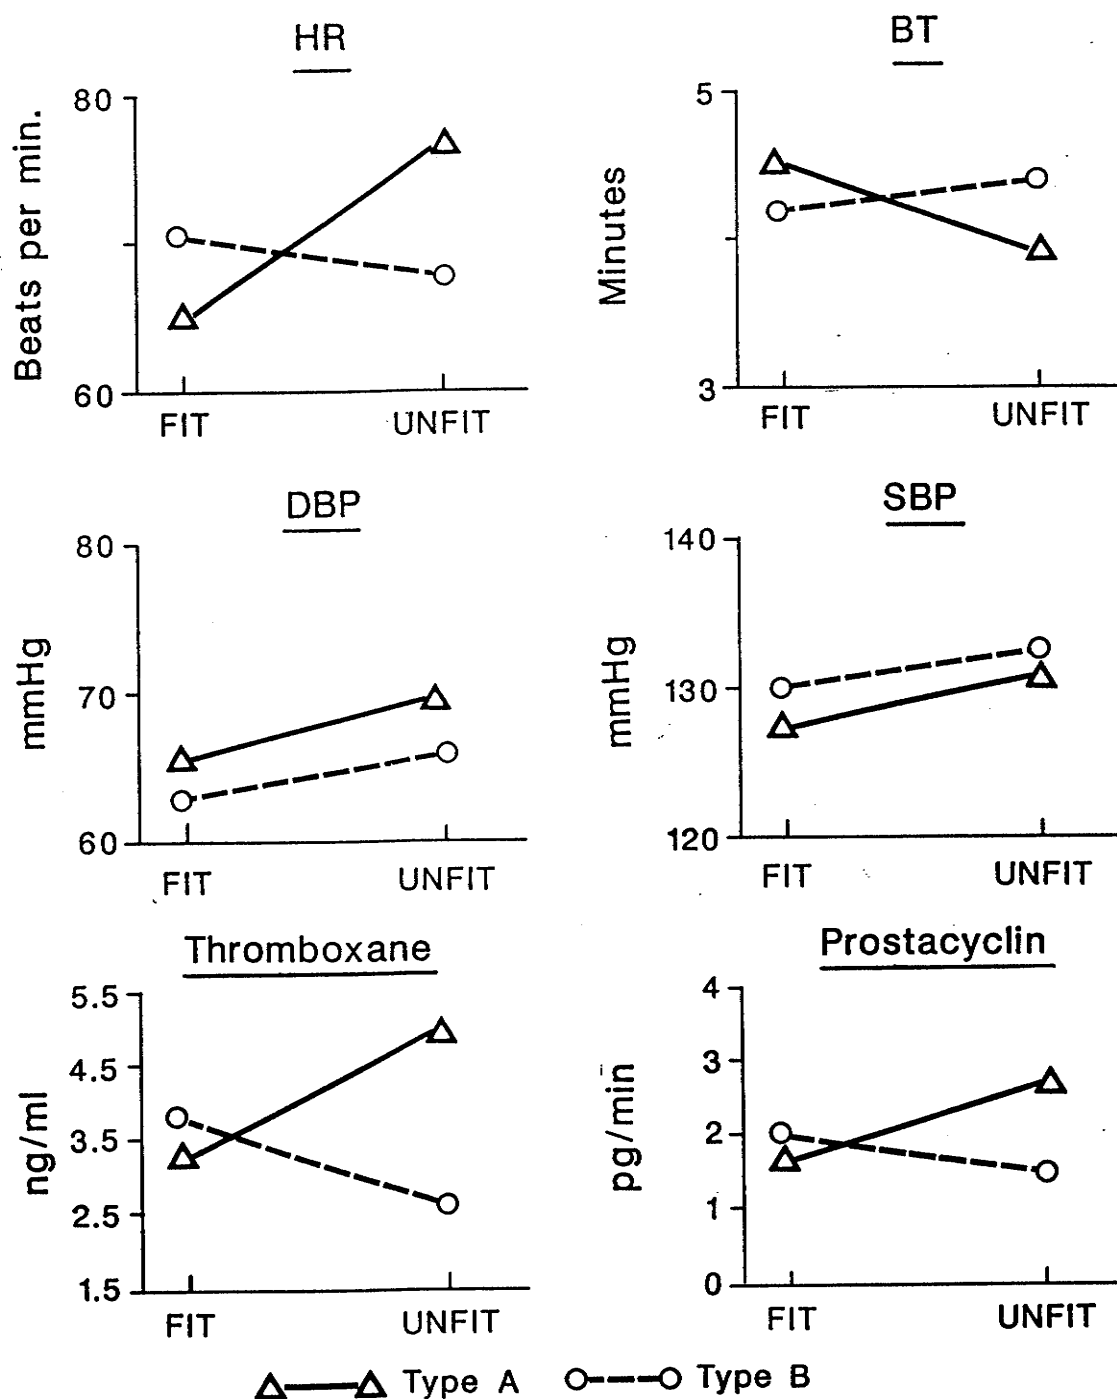 HR
Beats per min.
80
60
FIT UNFIT
BT
Minutes
5
3
FIT UNFIT
DBP
mmHg
80
70
60
FIT UNFIT
SBP
mmHg
140
130
120
FIT UNFIT
Thromboxane
ng/ml
5.5
4.5
3.5
2.5
1.5
FIT UNFIT
Prostacyclin
pg/min
4
3
2
1
0
FIT UNFIT
Type A Type B